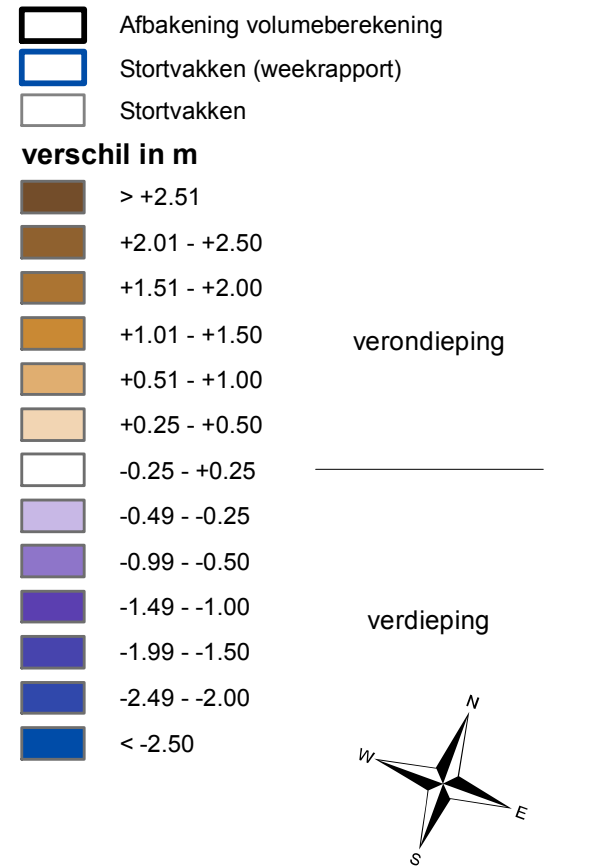 Afbakening volumeberekening
Stortvakken (weekrapport)
Stortvakken
verschil in m
> +2.51
+2.01 - +2.50
+1.51 - +2.00
+1.01 - +1.50
verondieping
+0.51 - +1.00
+0.25 - +0.50
-0.25 - +0.25
-0.49 - -0.25
-0.99 - -0.50
-1.49 - -1.00
verdieping
-1.99 - -1.50
-2.49 - -2.00
< -2.50
N
W
E
S